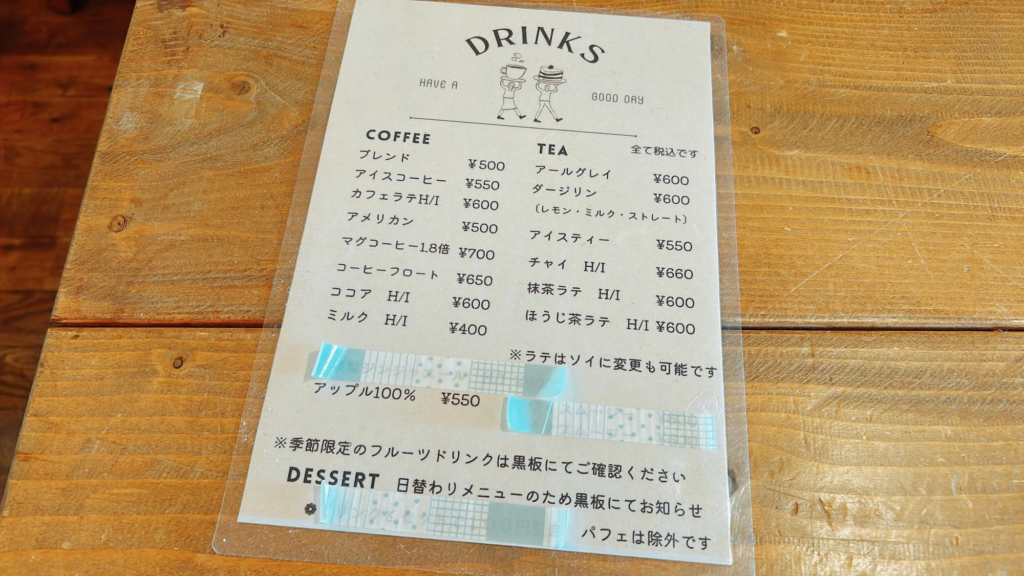 DRINKS
HAVE A
GOOD DAY
COFFEE
ブレンド ¥500
アイスコーヒー ¥550
カフェラテH/I ¥600
アメリカン ¥500
マグコーヒー1.8倍 ¥700
コーヒーフロート ¥650
ココア H/I ¥600
ミルク H/I ¥400
TEA 全て税込です
アールグレイ ¥600
ダージリン ¥600
（レモン・ミルク・ストレート）
アイスティー ¥550
チャイ H/I ¥660
抹茶ラテ H/I ¥600
ほうじ茶ラテ H/I ¥600
※ラテはソイに変更も可能です
アップル100% ¥550
※季節限定のフルーツドリンクは黒板にてご確認ください
DESSERT 日替わりメニューのため黒板にてお知らせ
パフェは除外です